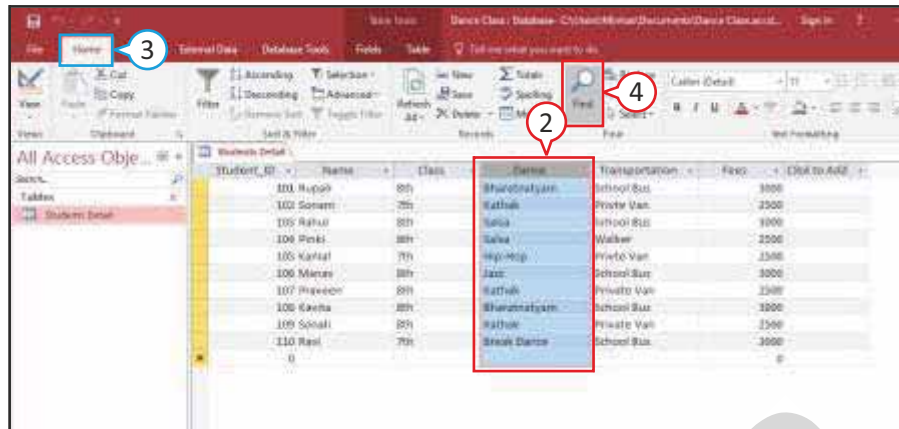 Table Tools Dance Class : Database- C:\Users\ \Documents\Dance Class.accd... Sign in ?
File Home 3 External Data Database Tools Fields Table Tell me what you want to do
Cut Ascending Selection New Totals
Copy Descending Advanced Save Spelling 4
View Paste Format Painter Filter Remove Sort Toggle Filter Refresh All Delete 2 Find Select B I U A
Views Clipboard Sort & Filter Records Find Text Formatting
All Access Obje... Students Detail
Search... Student_ID Name Class Dance Transportation Fees Click to Add
Tables 101 Rupali 8th Bharatnatyam School Bus 3000
Students Detail 102 Sonam 7th Kathak Private Van 2500
103 Rahul 8th Salsa School Bus 3000
104 Pinki 8th Salsa Walker 2500
105 Kamal 7th Hip-Hop Private Van 2500
106 Manav 8th Jazz School Bus 3000
107 Praveen 8th Kathak Private Van 2500
108 Kavita 8th Bharatnatyam School Bus 3000
109 Sonali 8th Kathak Private Van 2500
110 Ravi 7th Break Dance School Bus 3000
0 0